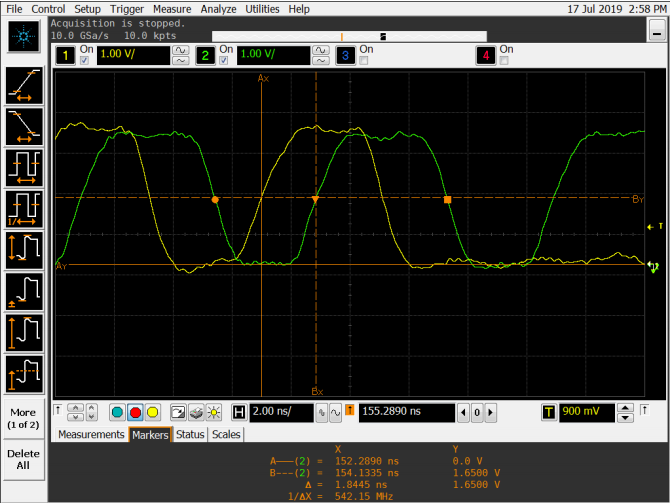 File Control Setup Trigger Measure Analyze Utilities Help 17 Jul 2019 2:58 PM
Acquisition is stopped.
10.0 GSa/s 10.0 kpts
1 On 1.00 V/ 2 On 1.00 V/ 3 On 4 On
Ax
BY
T
AY
Bx
1/
More
(1 of 2)
Delete
All
H 2.00 ns/ 155.2890 ns 0 T 900 mV
Measurements Markers Status Scales
X Y
A———(2) = 152.2890 ns 0.0 V
B---(2) = 154.1335 ns 1.6500 V
Δ = 1.8445 ns 1.6500 V
1/ΔX = 542.15 MHz